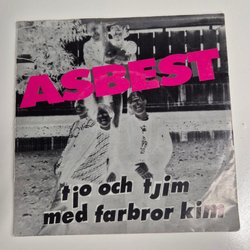 ASBEST
tjo och tjim
med farbror kim